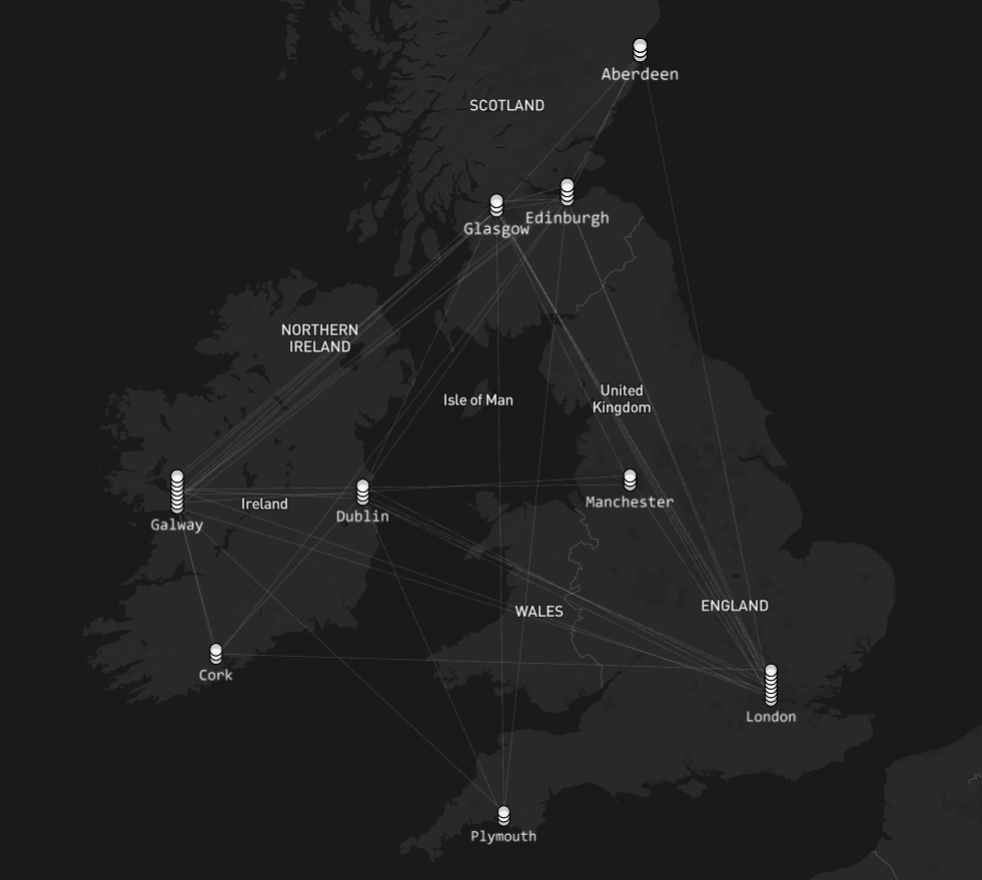 Aberdeen
SCOTLAND
Edinburgh
Glasgow
NORTHERN
IRELAND
Isle of Man
United
Kingdom
Ireland
Manchester
Dublin
Galway
WALES
ENGLAND
Cork
London
Plymouth